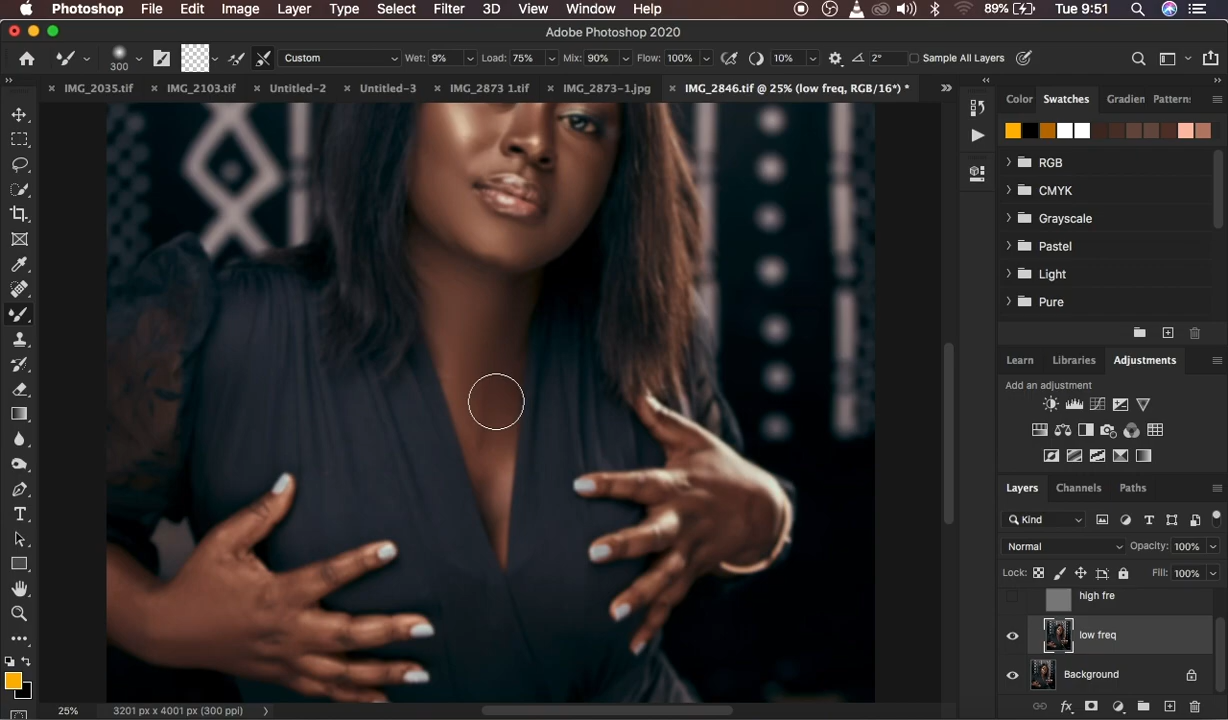 Photoshop File Edit Image Layer Type Select Filter 3D View Window Help 89% Tue 9:51
Adobe Photoshop 2020
300 Custom Wet: 9% Load: 75% Mix: 90% Flow: 100% 10% 2° Sample All Layers
IMG_2035.tif IMG_2103.tif Untitled-2 Untitled-3 IMG_2873 1.tif IMG_2873-1.jpg IMG_2846.tif @ 25% (low freq, RGB/16*) *
Color Swatches Gradien Pattern:
RGB
CMYK
Grayscale
Pastel
Light
Pure
Learn Libraries Adjustments
Add an adjustment
Layers Channels Paths
Kind
Normal Opacity: 100%
Lock: Fill: 100%
high fre
low freq
Background
25% 3201 px x 4001 px (300 ppi)